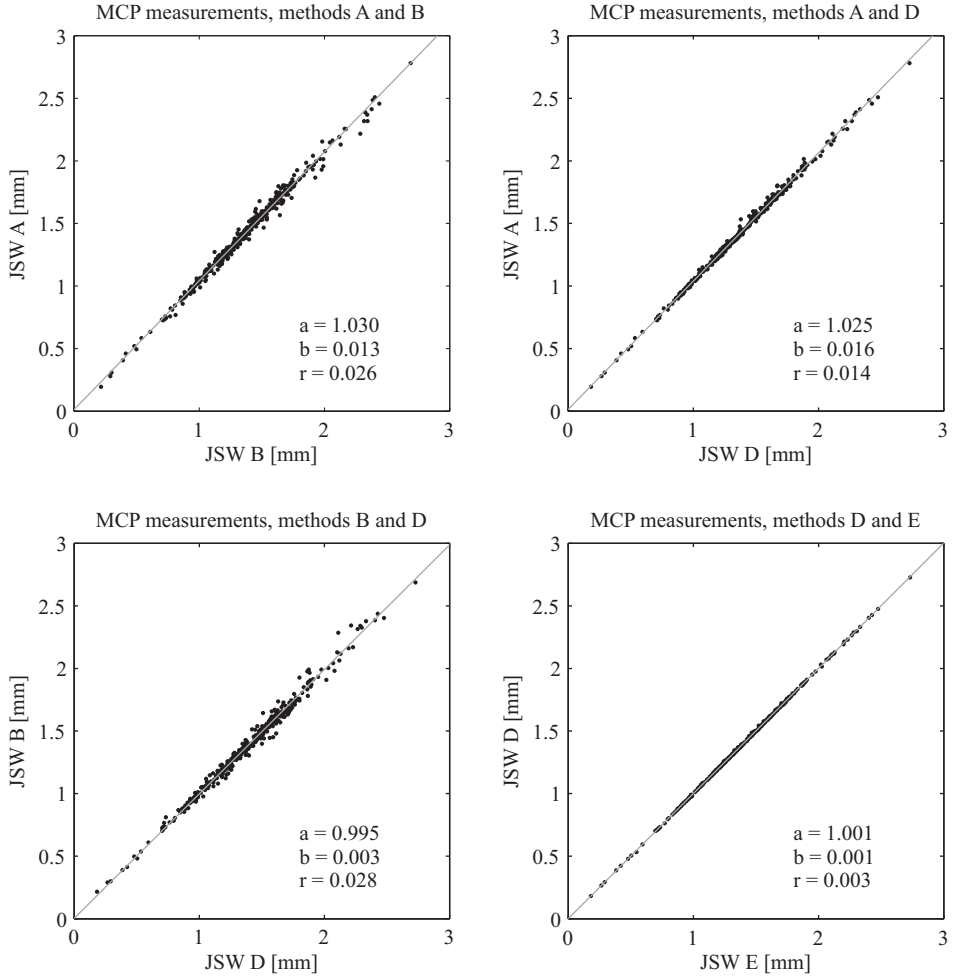 MCP measurements, methods A and B
3
2.5
2
1.5
1
0.5
0
JSW A [mm]
a = 1.030
b = 0.013
r = 0.026
0 1 2 3
JSW B [mm]
MCP measurements, methods A and D
3
2.5
2
1.5
1
0.5
0
JSW A [mm]
a = 1.025
b = 0.016
r = 0.014
0 1 2 3
JSW D [mm]
MCP measurements, methods B and D
3
2.5
2
1.5
1
0.5
0
JSW B [mm]
a = 0.995
b = 0.003
r = 0.028
0 1 2 3
JSW D [mm]
MCP measurements, methods D and E
3
2.5
2
1.5
1
0.5
0
JSW D [mm]
a = 1.001
b = 0.001
r = 0.003
0 1 2 3
JSW E [mm]